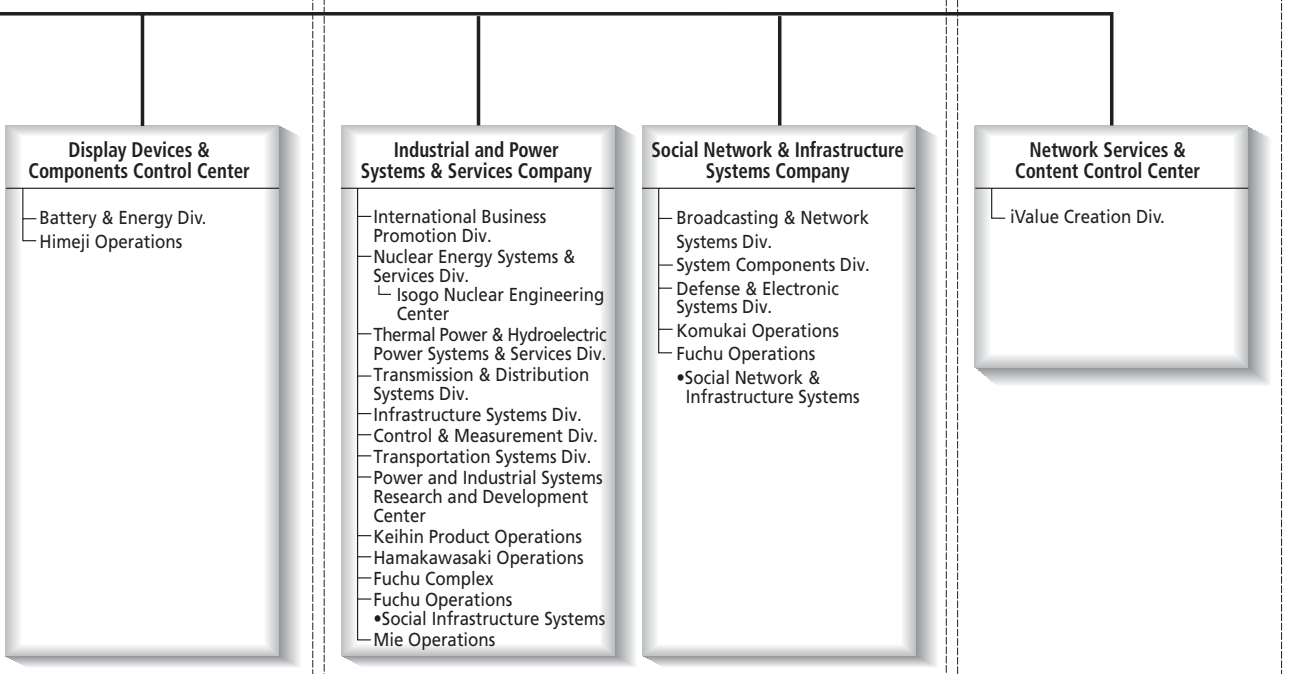 Display Devices &
Components Control Center
Battery & Energy Div.
Himeji Operations
Industrial and Power
Systems & Services Company
International Business
Promotion Div.
Nuclear Energy Systems &
Services Div.
Isogo Nuclear Engineering
Center
Thermal Power & Hydroelectric
Power Systems & Services Div.
Transmission & Distribution
Systems Div.
Infrastructure Systems Div.
Control & Measurement Div.
Transportation Systems Div.
Power and Industrial Systems
Research and Development
Center
Keihin Product Operations
Hamakawasaki Operations
Fuchu Complex
Fuchu Operations
•Social Infrastructure Systems
Mie Operations
Social Network & Infrastructure
Systems Company
Broadcasting & Network
Systems Div.
System Components Div.
Defense & Electronic
Systems Div.
Komukai Operations
Fuchu Operations
•Social Network &
Infrastructure Systems
Network Services &
Content Control Center
iValue Creation Div.